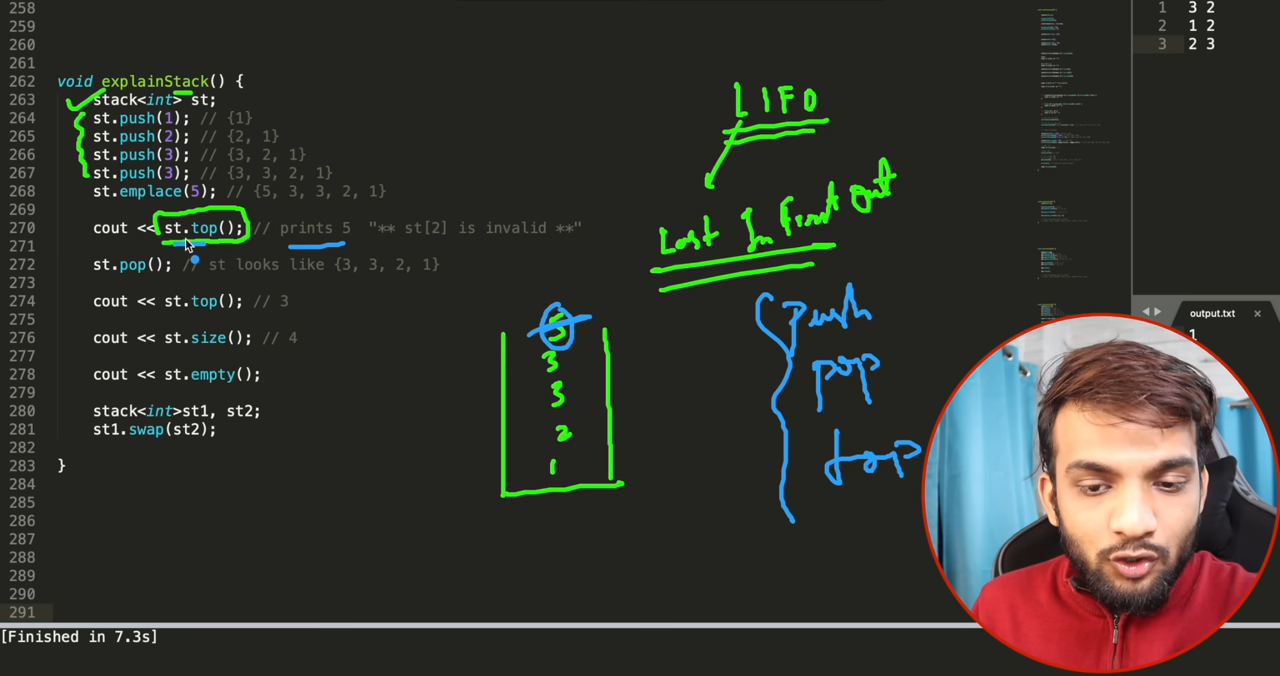 258
259
260
261
262 void explainStack() {
263 stack<int> st;
264 st.push(1); // {1}
265 st.push(2); // {2, 1}
266 st.push(3); // {3, 2, 1}
267 st.push(3); // {3, 3, 2, 1}
268 st.emplace(5); // {5, 3, 3, 2, 1}
269
270 cout << st.top(); // prints 5 "** st[2] is invalid **"
271
272 st.pop(); // st looks like {3, 3, 2, 1}
273
274 cout << st.top(); // 3
275
276 cout << st.size(); // 4
277
278 cout << st.empty();
279
280 stack<int>st1, st2;
281 st1.swap(st2);
282
283 }
284
285
286
287
288
289
290
291
[Finished in 7.3s]
LIFO
Last In First Out
5
3
3
2
1
push
pop
top
1 3 2
2 1 2
3 2 3
output.txt ×
1